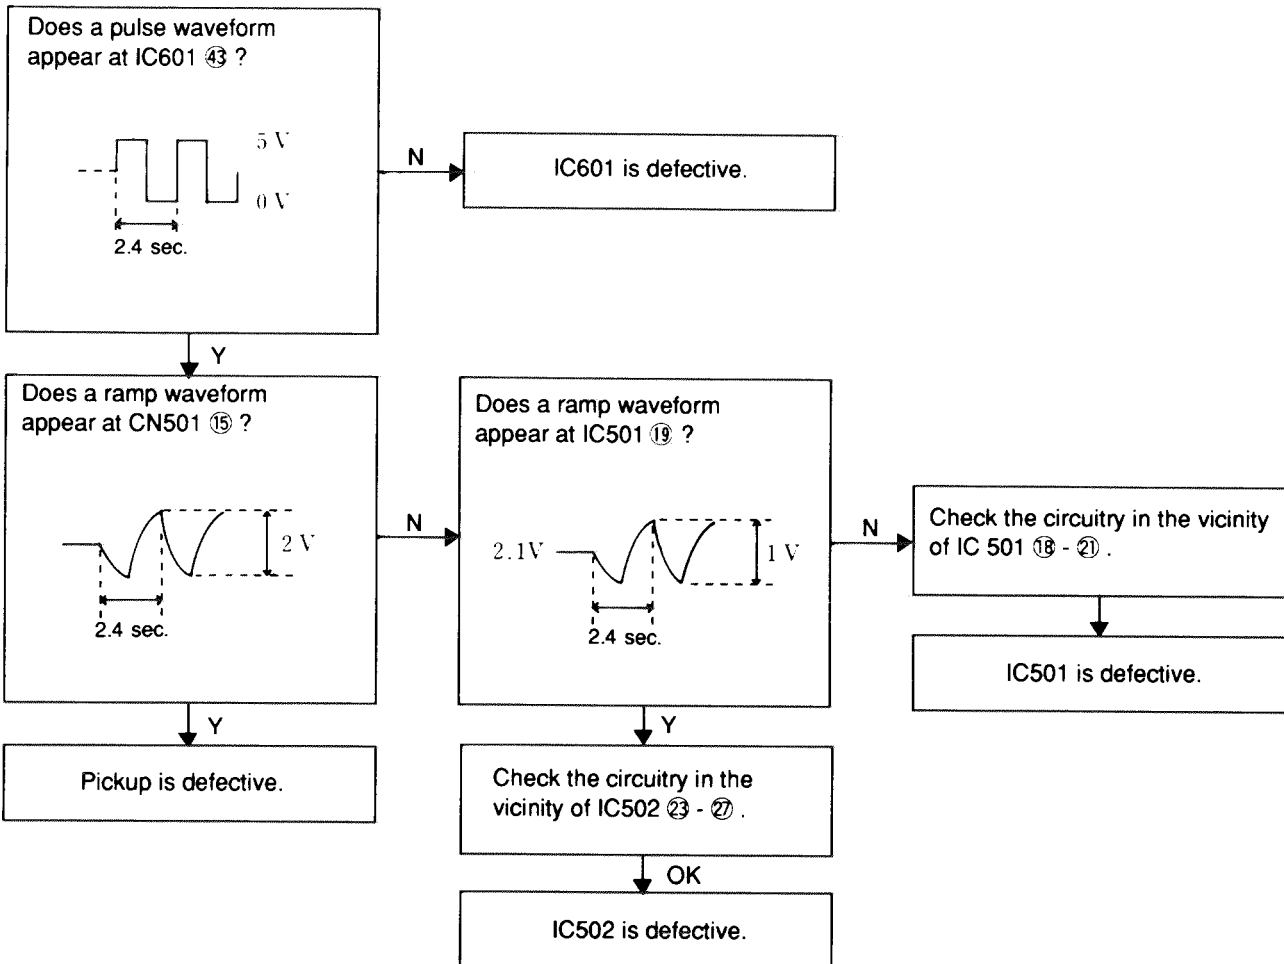 Does a pulse waveform
appear at IC601 ㊸ ?
5 V
0 V
2.4 sec.
N
IC601 is defective.
Y
Does a ramp waveform
appear at CN501 ⑮ ?
2 V
2.4 sec.
N
Does a ramp waveform
appear at IC501 ⑲ ?
2.1V
1 V
2.4 sec.
N
Check the circuitry in the vicinity
of IC 501 ⑱ - ㉑ .
IC501 is defective.
Y
Pickup is defective.
Y
Check the circuitry in the
vicinity of IC502 ㉓ - ㉗ .
OK
IC502 is defective.